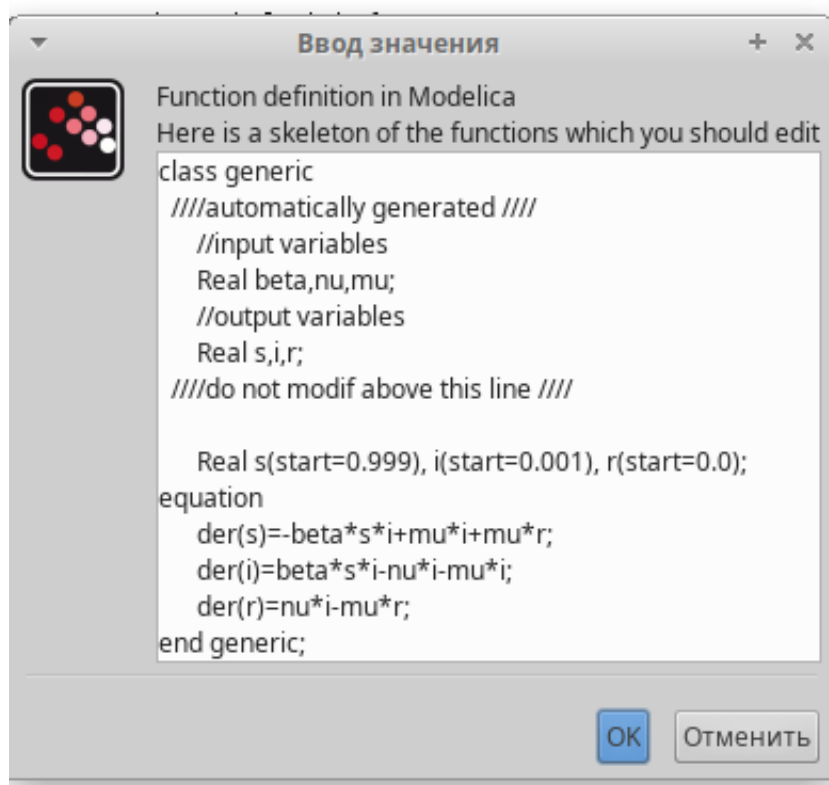 Ввод значения
Function definition in Modelica
Here is a skeleton of the functions which you should edit
class generic
////automatically generated ////
//input variables
Real beta,nu,mu;
//output variables
Real s,i,r;
////do not modif above this line ////
Real s(start=0.999), i(start=0.001), r(start=0.0);
equation
der(s)=-beta*s*i+mu*i+mu*r;
der(i)=beta*s*i-nu*i-mu*i;
der(r)=nu*i-mu*r;
end generic;
OK Отменить